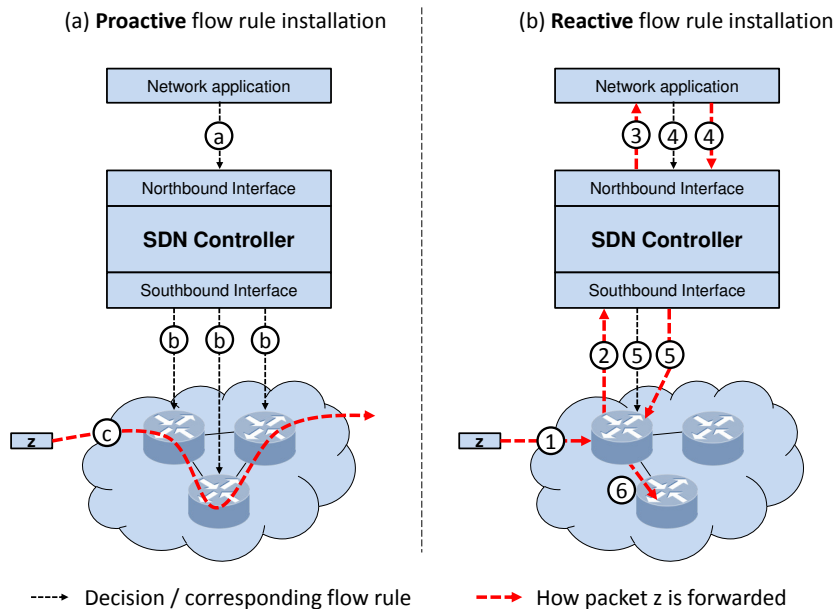 (a) Proactive flow rule installation
Network application
a
Northbound Interface
SDN Controller
Southbound Interface
b b b
z
c
(b) Reactive flow rule installation
Network application
3 4 4
Northbound Interface
SDN Controller
Southbound Interface
2 5 5
z
1
6
Decision / corresponding flow rule
How packet z is forwarded